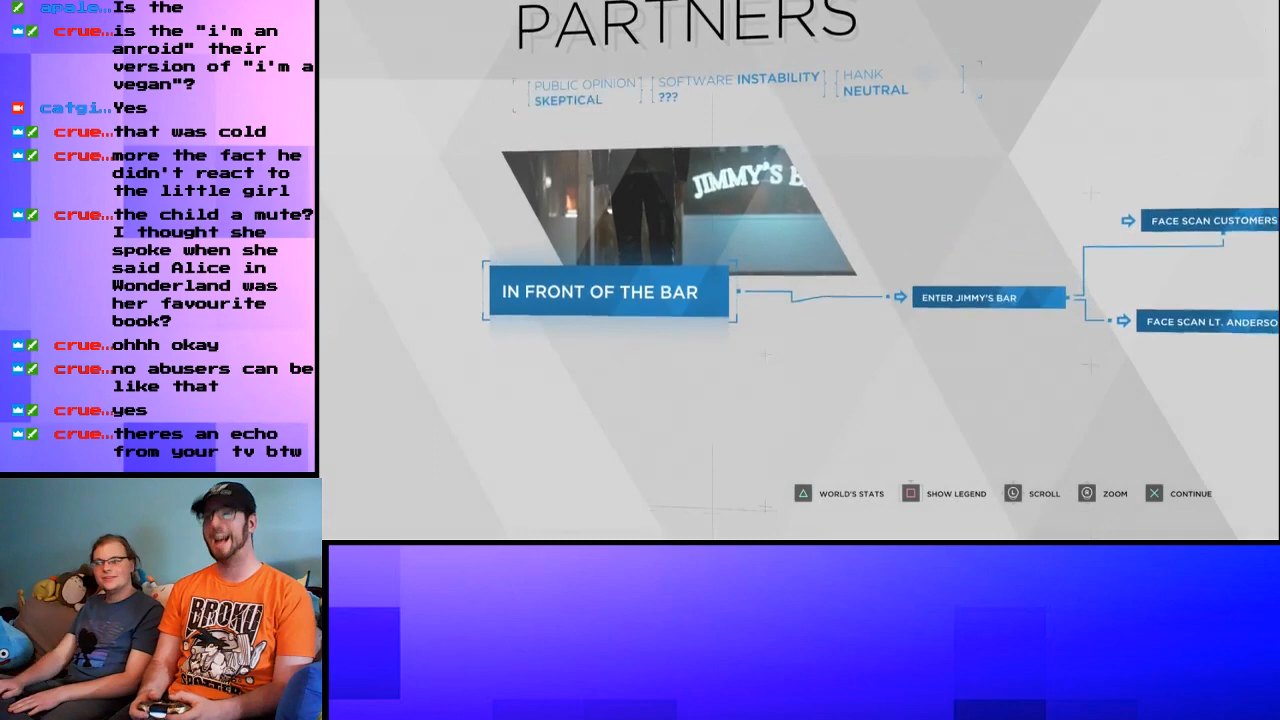 apale...Is the
crue...is the "i'm an
anroid" their
version of "i'm a
vegan"?
catgi...Yes
crue...that was cold
crue...more the fact he
didn't react to
the little girl
crue...the child a mute?
I thought she
spoke when she
said Alice in
Wonderland was
her favourite
book?
crue...ohhh okay
crue...no abusers can be
like that
crue...yes
crue...theres an echo
from your tv btw
PARTNERS
PUBLIC OPINION
SKEPTICAL
SOFTWARE INSTABILITY
???
HANK
NEUTRAL
JIMMY'S B
IN FRONT OF THE BAR
ENTER JIMMY'S BAR
FACE SCAN CUSTOMERS
FACE SCAN LT. ANDERSO
WORLD'S STATS
SHOW LEGEND
L
SCROLL
R
ZOOM
CONTINUE
BROKU
SPOTTER